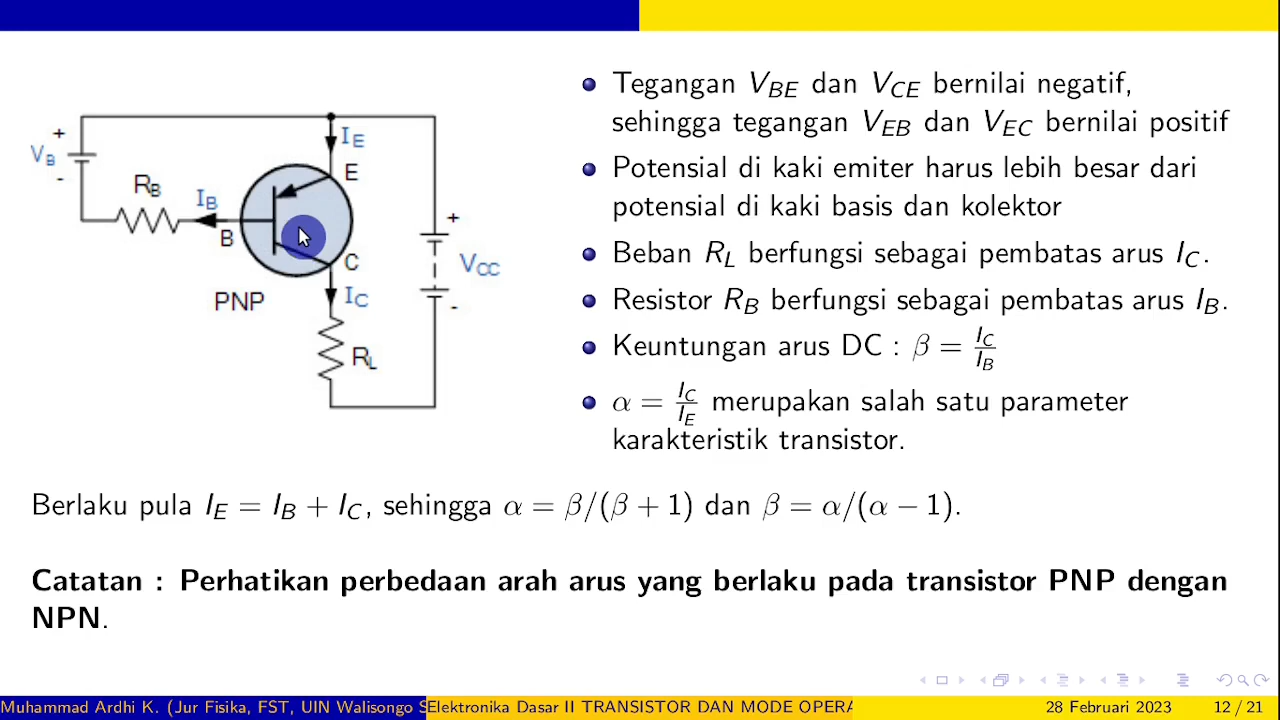 +
V_B
-
R_B
I_B
B
I_E
E
C
I_C
PNP
R_L
+
V_CC
-
Tegangan V_BE dan V_CE bernilai negatif,
sehingga tegangan V_EB dan V_EC bernilai positif
Potensial di kaki emiter harus lebih besar dari
potensial di kaki basis dan kolektor
Beban R_L berfungsi sebagai pembatas arus I_C.
Resistor R_B berfungsi sebagai pembatas arus I_B.
Keuntungan arus DC : β = I_C/I_B
α = I_C/I_E merupakan salah satu parameter
karakteristik transistor.
Berlaku pula I_E = I_B + I_C, sehingga α = β/(β + 1) dan β = α/(α − 1).
Catatan : Perhatikan perbedaan arah arus yang berlaku pada transistor PNP dengan
NPN.
Muhammad Ardhi K. (Jur Fisika, FST, UIN Walisongo S
Elektronika Dasar II TRANSISTOR DAN MODE OPERA
28 Februari 2023
12 / 21